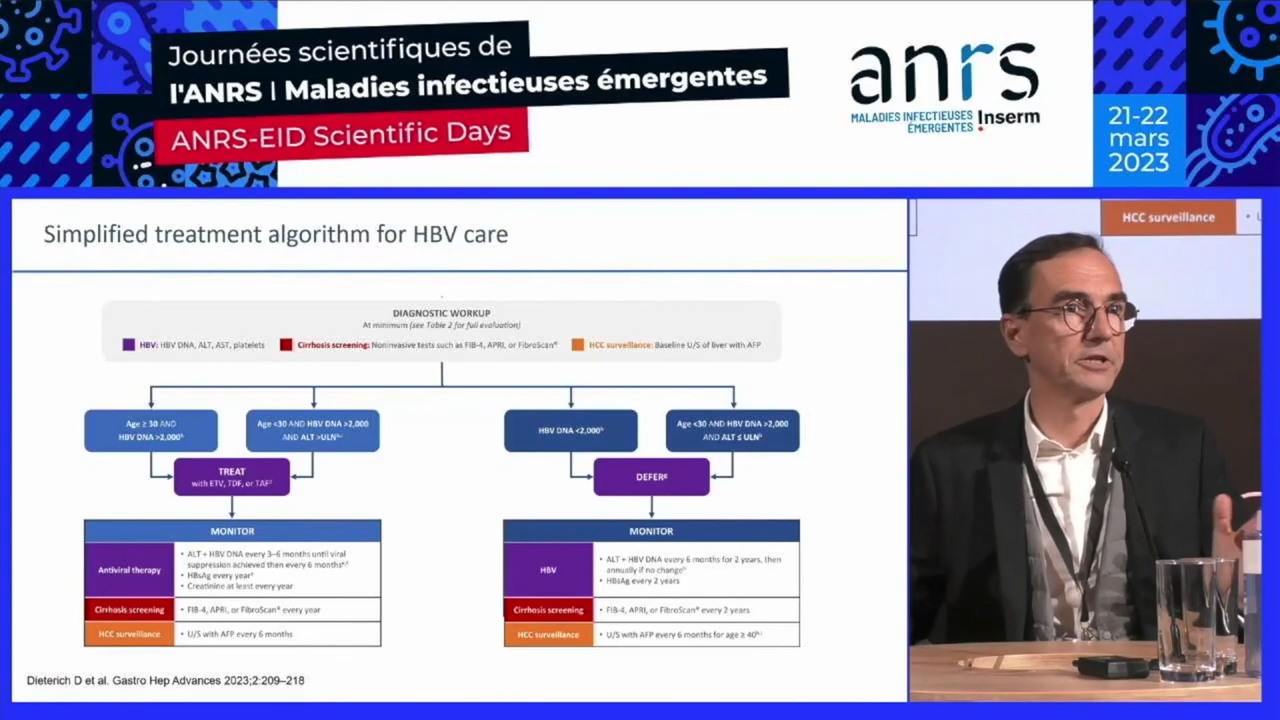 Journées scientifiques de
l'ANRS | Maladies infectieuses émergentes
ANRS-EID Scientific Days
anrs
MALADIES INFECTIEUSES
ÉMERGENTES Inserm
21-22
mars
2023
Simplified treatment algorithm for HBV care
DIAGNOSTIC WORKUP
At minimum (see Table 2 for full evaluation)
HBV: HBV DNA, ALT, AST, platelets
Cirrhosis screening: Noninvasive tests such as FIB-4, APRI, or FibroScan®
HCC surveillance: Baseline U/S of liver with AFP
Age ≥ 30 AND
HBV DNA >2,000
Age <30 AND HBV DNA >2,000
AND ALT >ULN
HBV DNA <2,000
Age <30 AND HBV DNA >2,000
AND ALT ≤ ULN
TREAT
with ETV, TDF, or TAF
DEFER
MONITOR
Antiviral therapy
• ALT + HBV DNA every 3–6 months until viral
suppression achieved then every 6 months
• HBsAg every year
• Creatinine at least every year
Cirrhosis screening
• FIB-4, APRI, or FibroScan® every year
HCC surveillance
• U/S with AFP every 6 months
MONITOR
HBV
• ALT + HBV DNA every 6 months for 2 years, then
annually if no change
• HBsAg every 2 years
Cirrhosis screening
• FIB-4, APRI, or FibroScan® every 2 years
HCC surveillance
• U/S with AFP every 6 months for age ≥ 40
Dieterich D et al. Gastro Hep Advances 2023;2:209–218
HCC surveillance